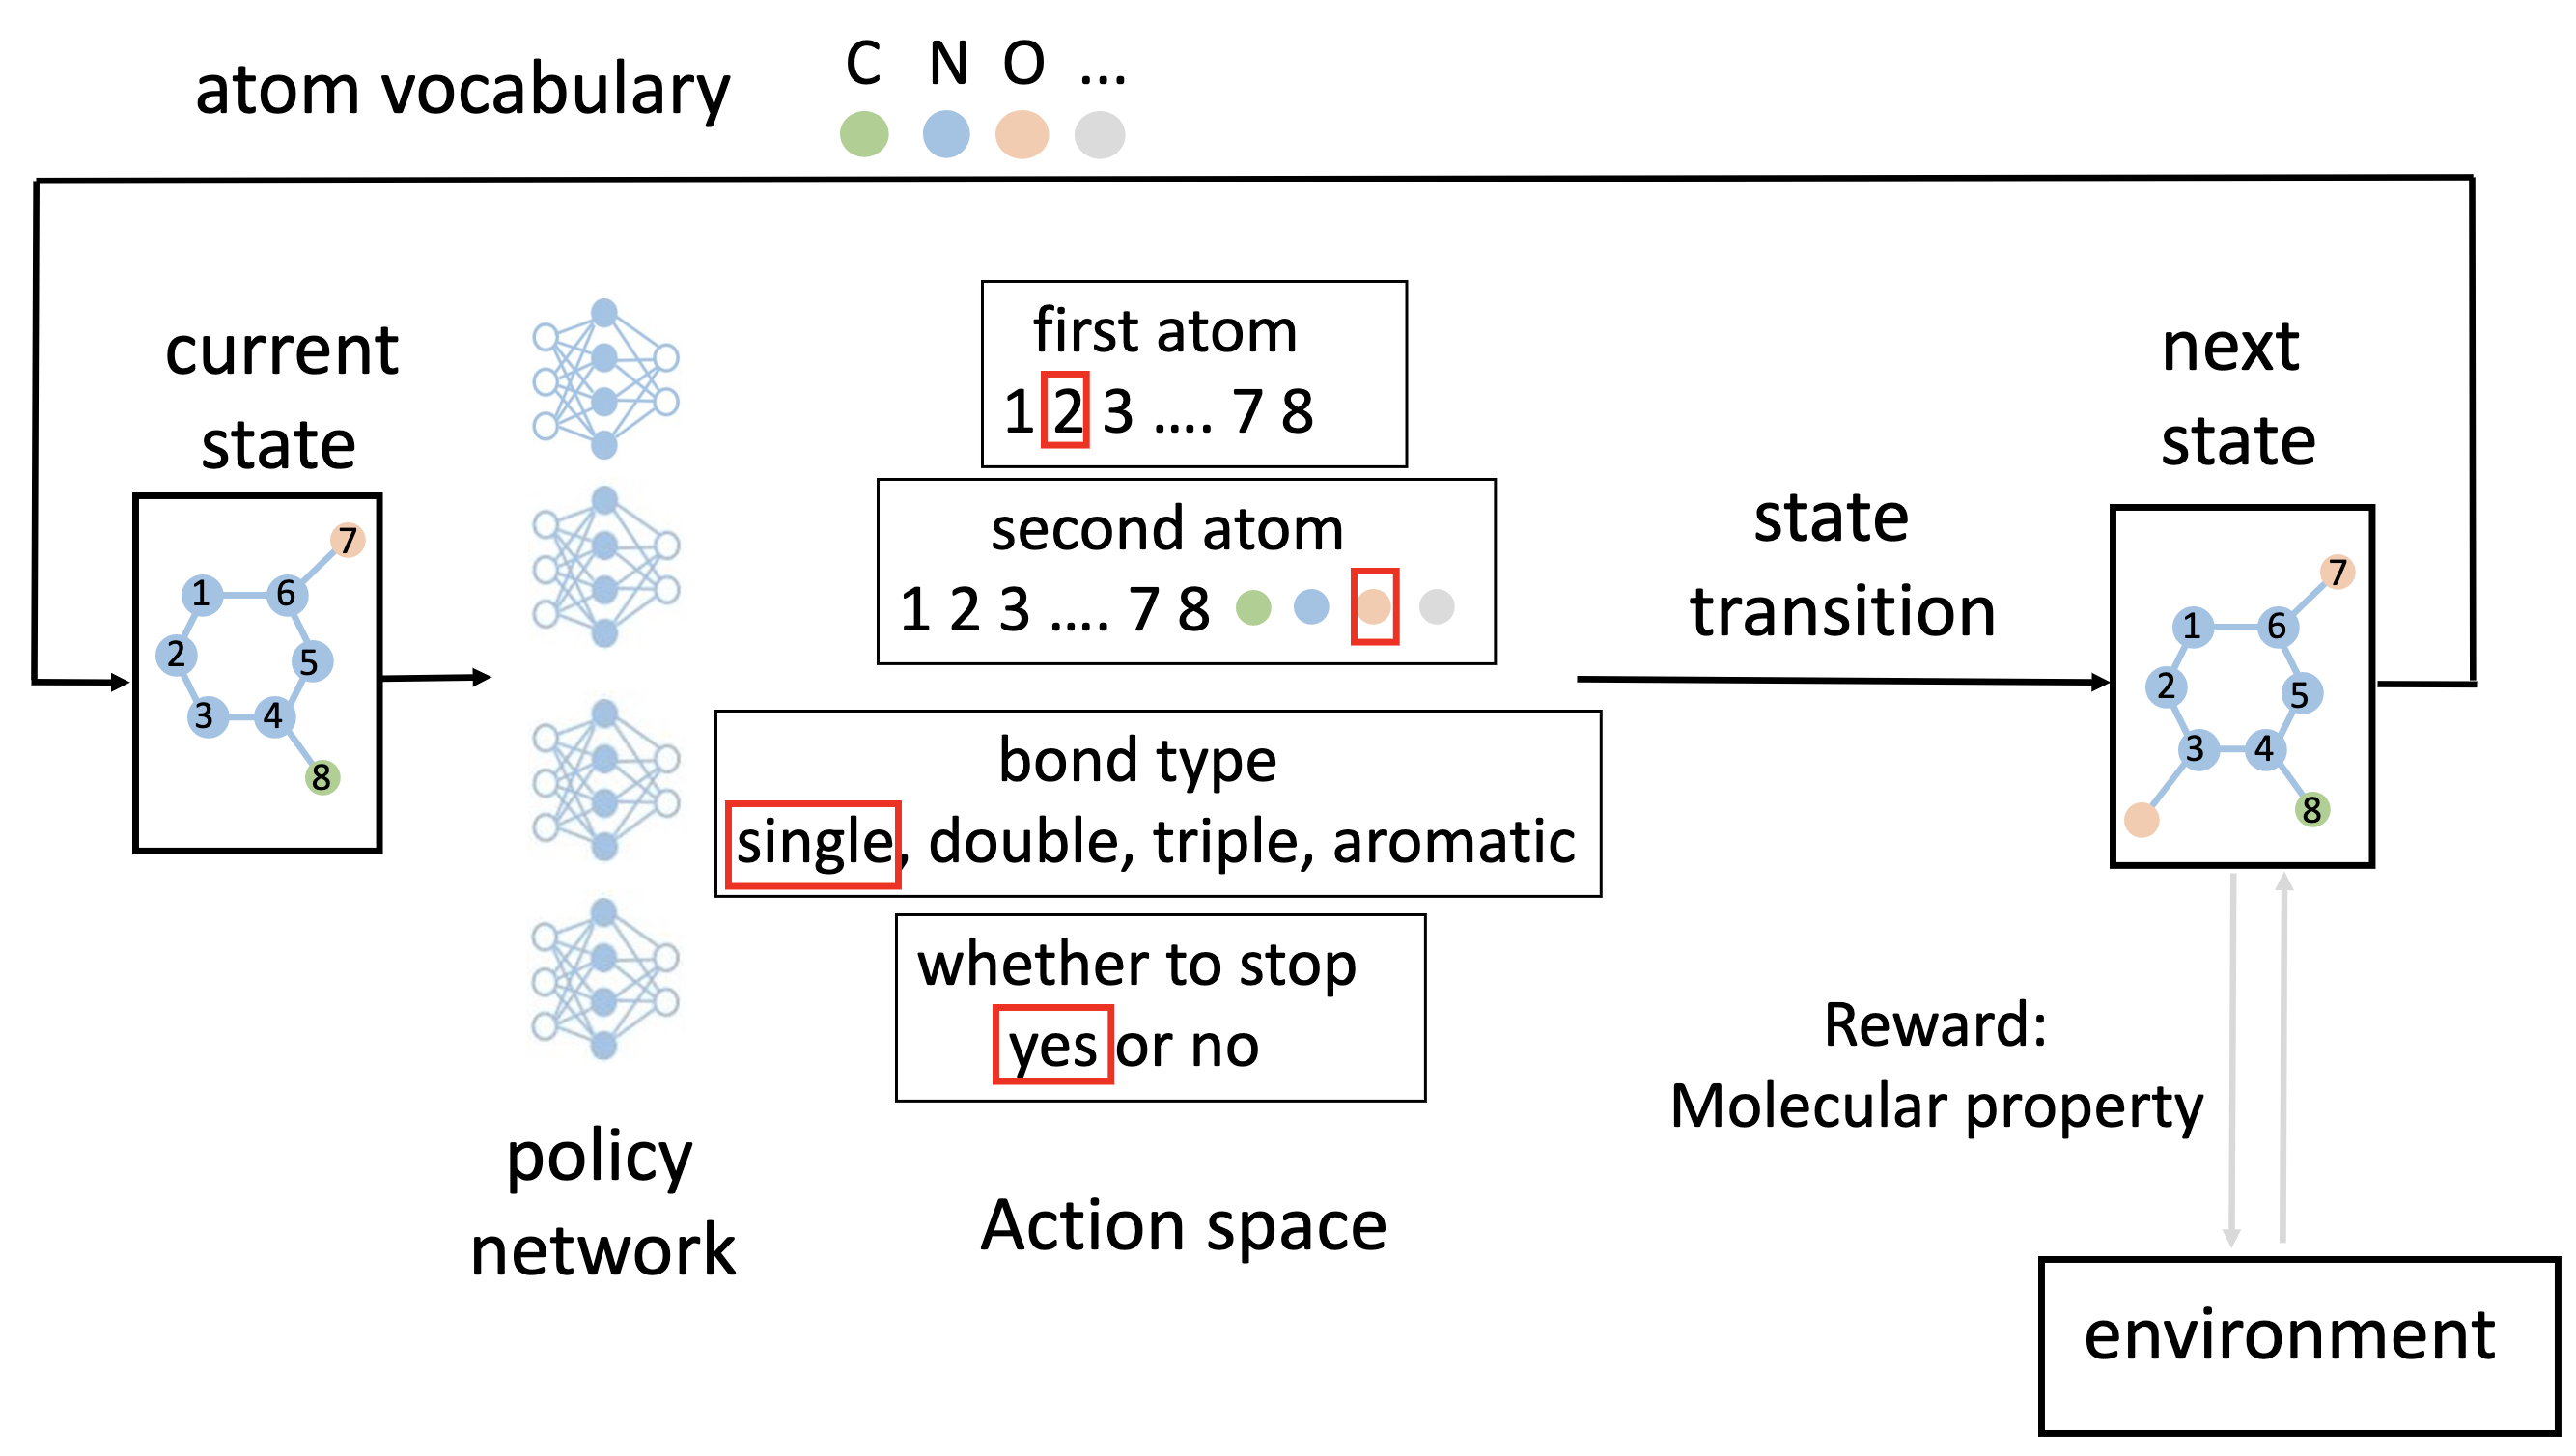 atom vocabulary
C N O ...
current
state
1 6 7
2 5
3 4
8
first atom
1 2 3 .... 7 8
second atom
1 2 3 .... 7 8
bond type
single, double, triple, aromatic
whether to stop
yes or no
policy
network
Action space
state
transition
next
state
7
1 6
2 5
3 4
8
Reward:
Molecular property
environment